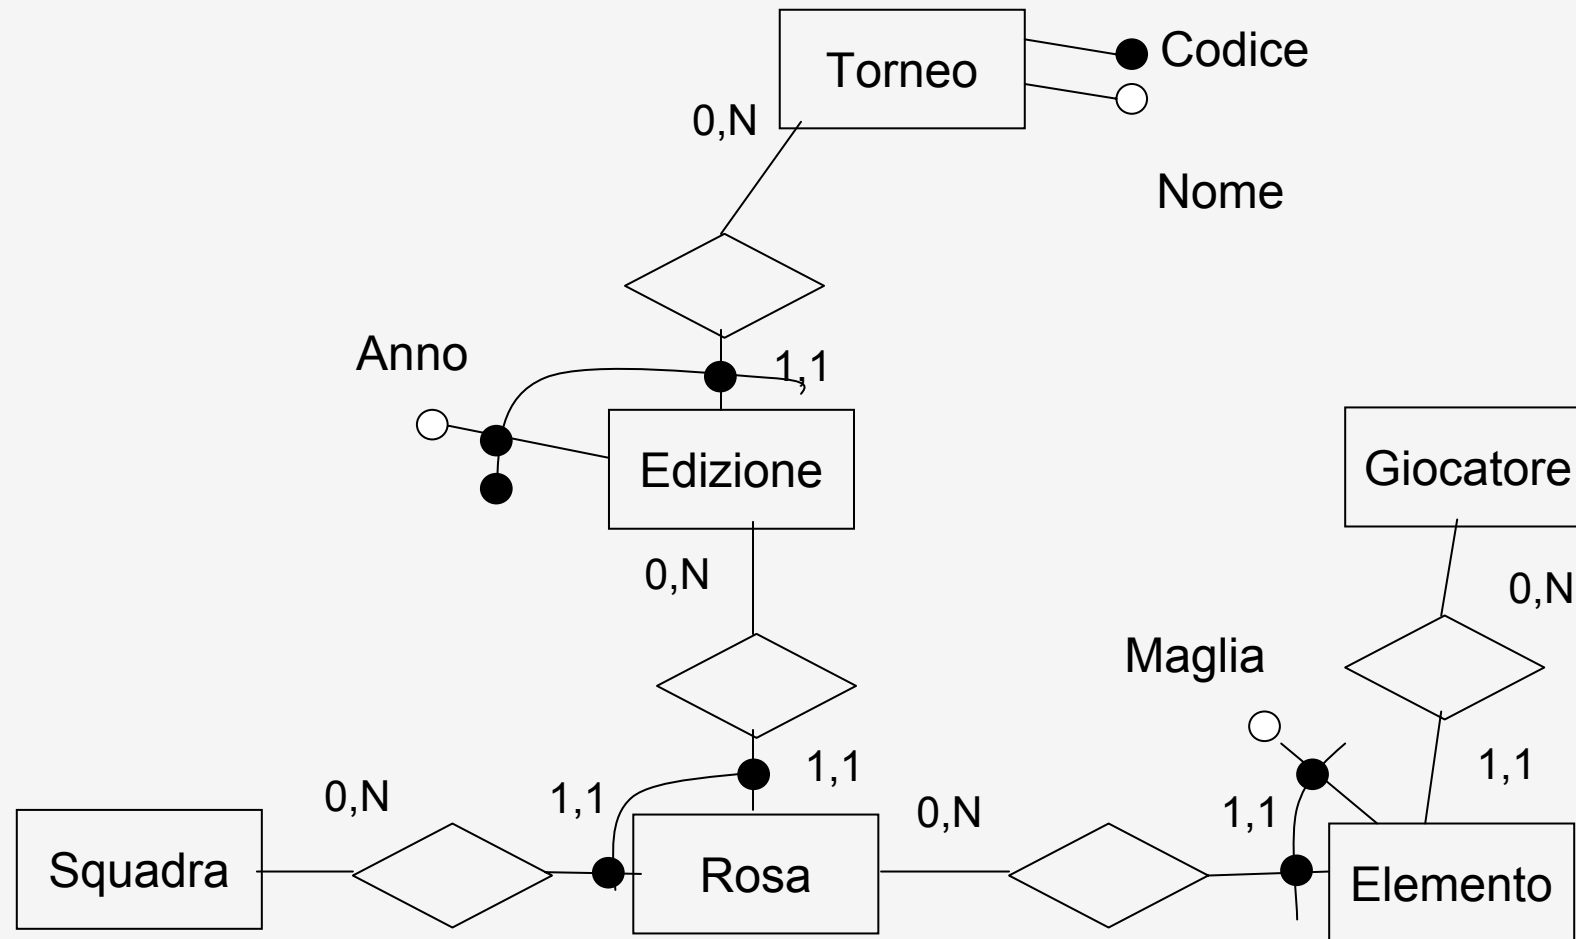 Torneo
Codice
0,N
Nome
Anno
1,1
Edizione
Giocatore
0,N
0,N
Maglia
1,1
1,1
0,N
1,1
0,N
1,1
Squadra
Rosa
Elemento